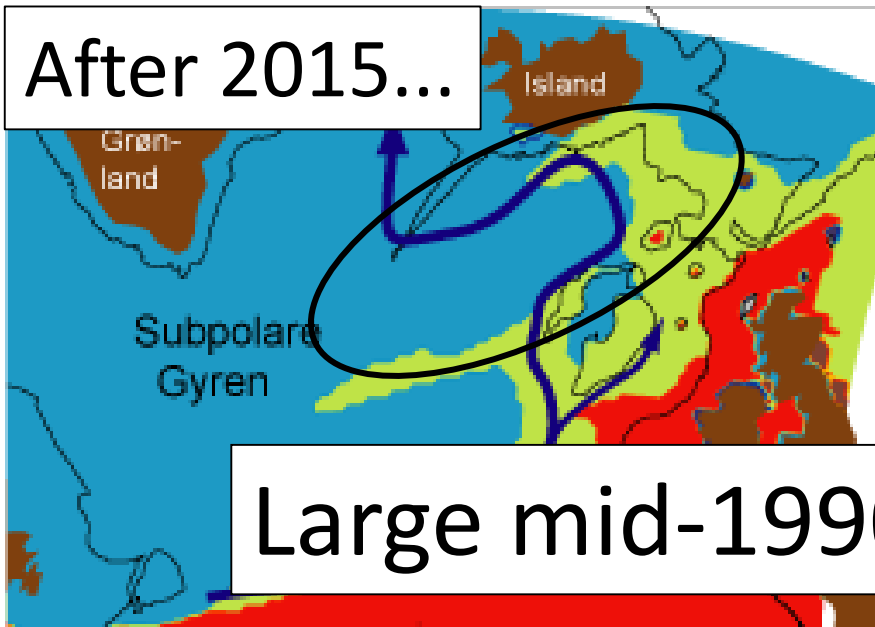 After 2015...
Island
Grøn-
land
Subpolare
Gyren
Large mid-199